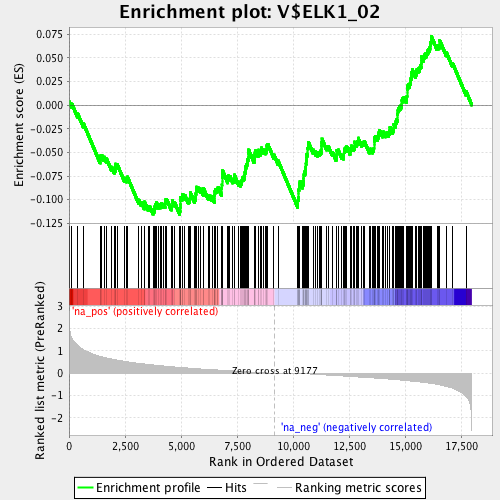 Enrichment plot: V$ELK1_02
Enrichment score (ES)
0.075
0.050
0.025
0.000
-0.025
-0.050
-0.075
-0.100
-0.125
Ranked list metric (PreRanked)
3
2
1
0
-1
-2
'na_pos' (positively correlated)
Zero cross at 9177
'na_neg' (negatively correlated)
0
2,500
5,000
7,500
10,000
12,500
15,000
17,500
Rank in Ordered Dataset
Enrichment profile
Hits
Ranking metric scores